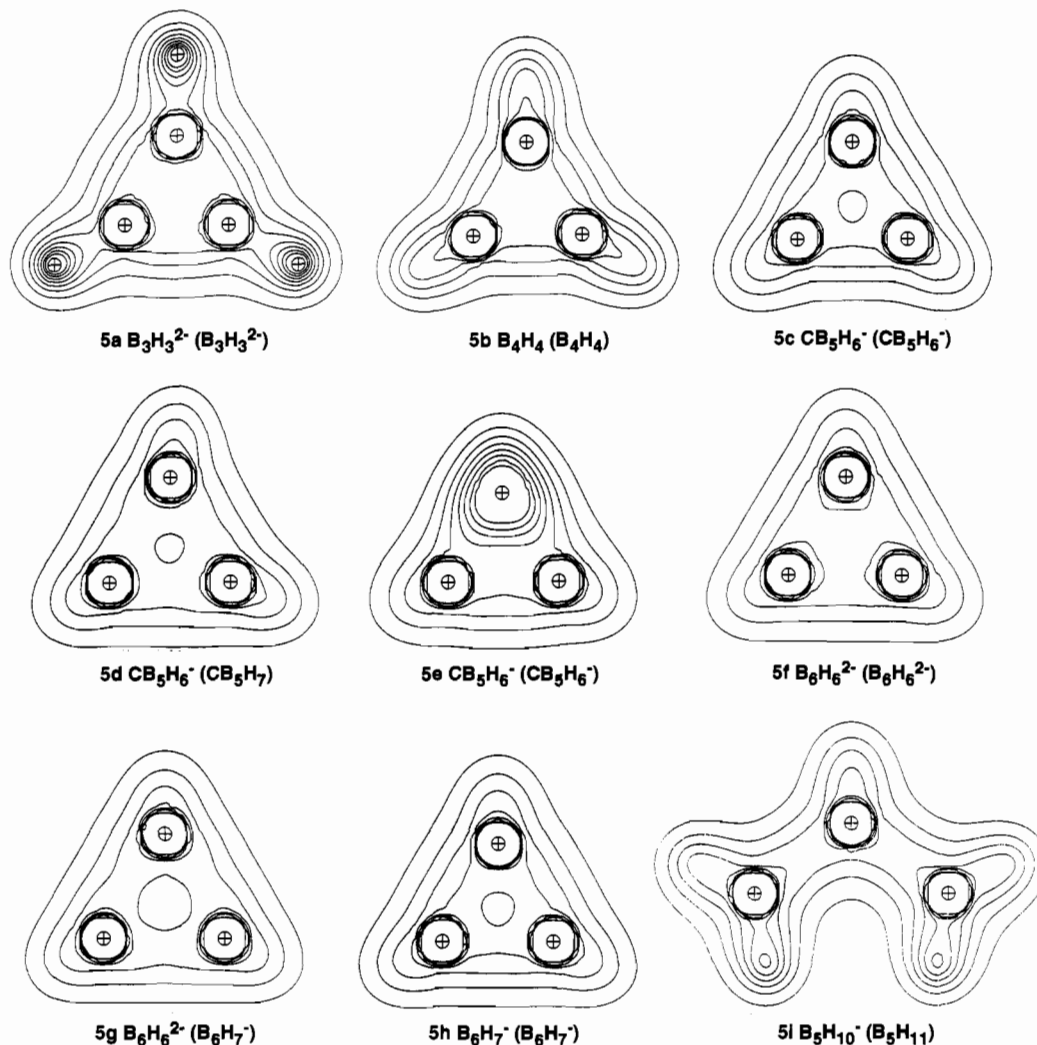 5a B₃H₃²⁻ (B₃H₃²⁻)
5b B₄H₄ (B₄H₄)
5c CB₅H₆⁻ (CB₅H₆⁻)
5d CB₅H₆⁻ (CB₅H₇)
5e CB₅H₆⁻ (CB₅H₆⁻)
5f B₆H₆²⁻ (B₆H₆²⁻)
5g B₆H₆²⁻ (B₆H₇⁻)
5h B₆H₇⁻ (B₆H₇⁻)
5i B₅H₁₀⁻ (B₅H₁₁)